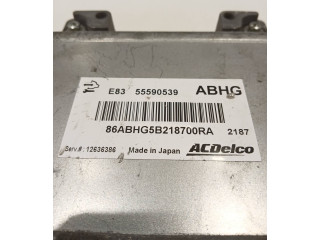 E83 55590539 ABHG
86ABHG5B218700RA 2187
Serv.#: 12636386 Made in Japan ACDelco